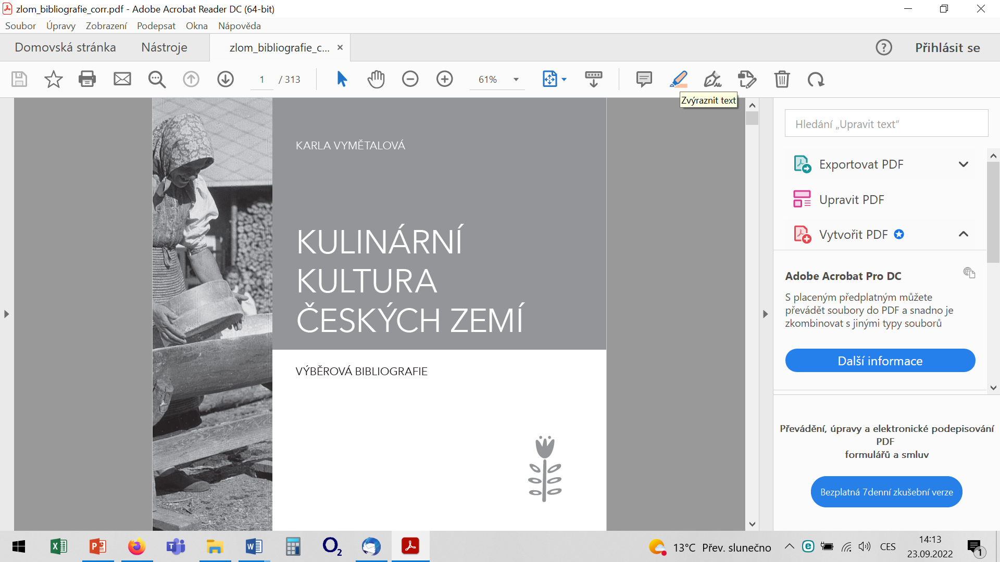 zlom_bibliografie_corr.pdf - Adobe Acrobat Reader DC (64-bit)
Soubor Úpravy Zobrazení Podepsat Okna Nápověda
Domovská stránka Nástroje zlom_bibliografie_c... × ? Přihlásit se
1 / 313 61%
Zvýraznit text
KARLA VYMĚTALOVÁ
KULINÁRNÍ
KULTURA
ČESKÝCH ZEMÍ
VÝBĚROVÁ BIBLIOGRAFIE
Hledání „Upravit text“
Exportovat PDF
Upravit PDF
Vytvořit PDF
Adobe Acrobat Pro DC
S placeným předplatným můžete
převádět soubory do PDF a snadno je
zkombinovat s jinými typy souborů
Další informace
Převádění, úpravy a elektronické podepisování
PDF
formulářů a smluv
Bezplatná 7denní zkušební verze
13°C Přev. slunečno CES 14:13
23.09.2022
1